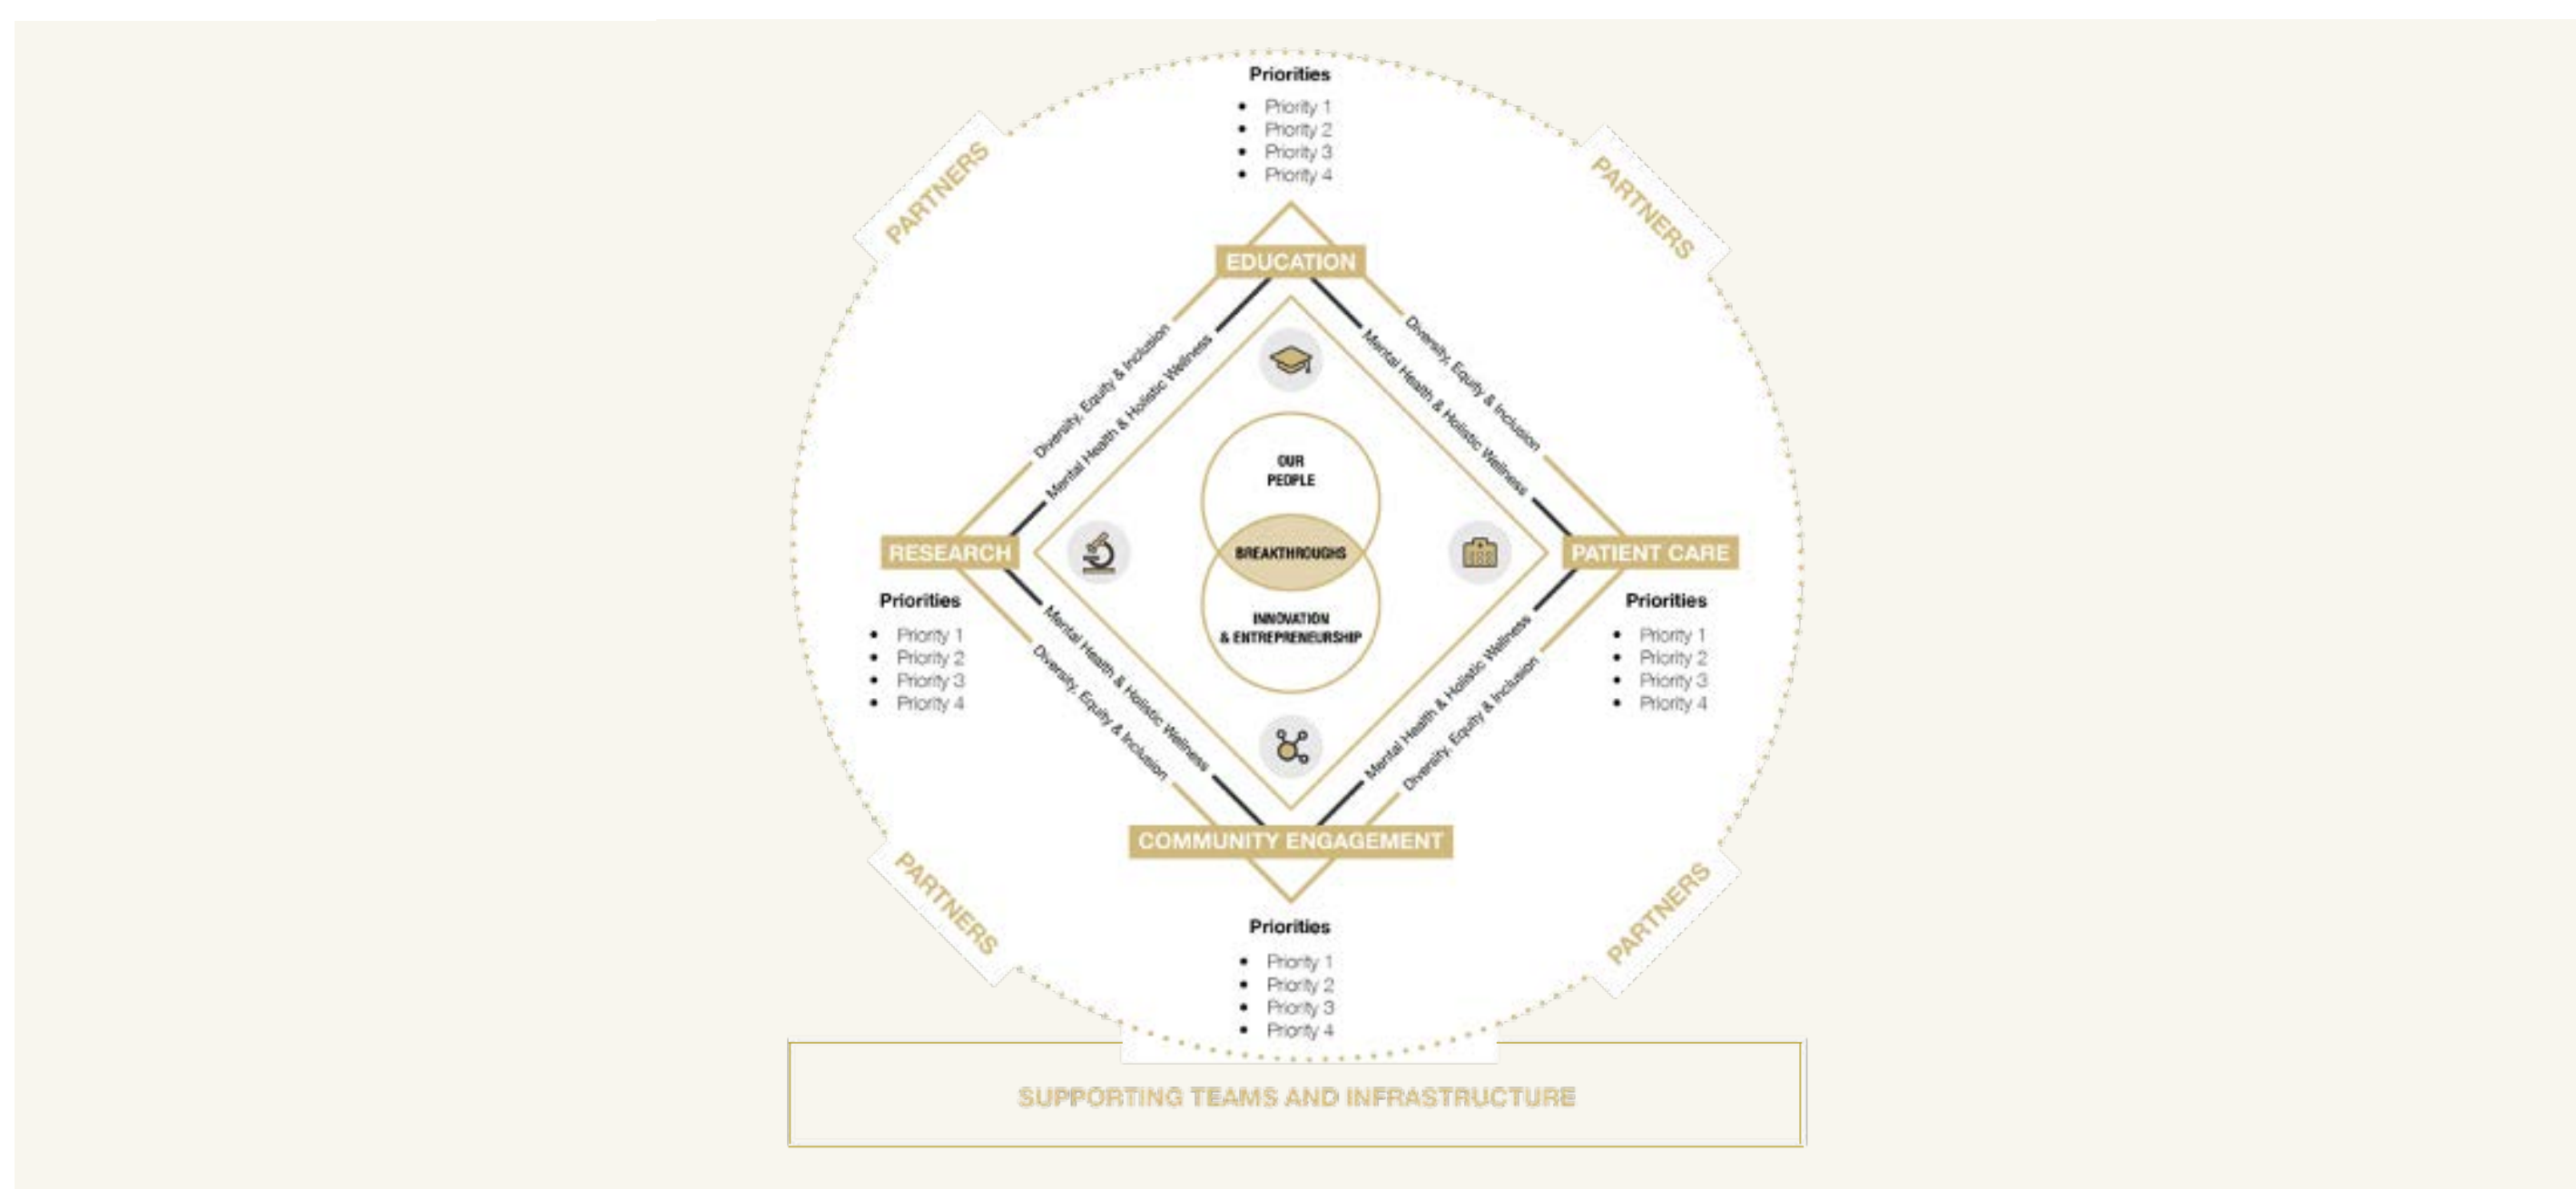 Priorities
• Priority 1
• Priority 2
• Priority 3
• Priority 4
PARTNERS
PARTNERS
EDUCATION
Diversity, Equity & Inclusion
Mental Health & Holistic Wellness
Mental Health & Holistic Wellness
Diversity, Equity & Inclusion
OUR
PEOPLE
BREAKTHROUGHS
INNOVATION
& ENTREPRENEURSHIP
RESEARCH
Priorities
• Priority 1
• Priority 2
• Priority 3
• Priority 4
PATIENT CARE
Priorities
• Priority 1
• Priority 2
• Priority 3
• Priority 4
Mental Health & Holistic Wellness
Diversity, Equity & Inclusion
Mental Health & Holistic Wellness
Diversity, Equity & Inclusion
COMMUNITY ENGAGEMENT
PARTNERS
PARTNERS
Priorities
• Priority 1
• Priority 2
• Priority 3
• Priority 4
SUPPORTING TEAMS AND INFRASTRUCTURE